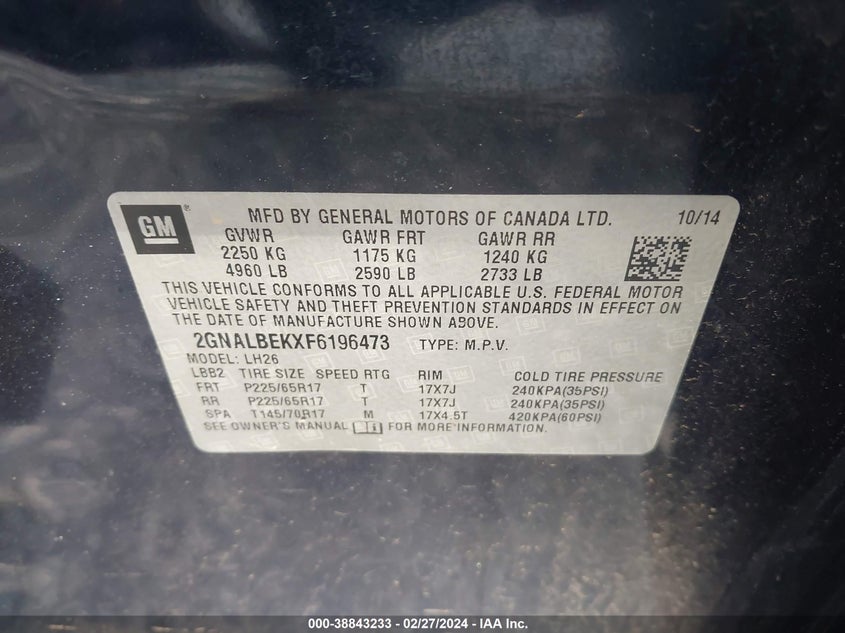 GM ® MFD BY GENERAL MOTORS OF CANADA LTD. 10/14
GVWR GAWR FRT GAWR RR
2250 KG 1175 KG 1240 KG
4960 LB 2590 LB 2733 LB
THIS VEHICLE CONFORMS TO ALL APPLICABLE U.S. FEDERAL MOTOR
VEHICLE SAFETY AND THEFT PREVENTION STANDARDS IN EFFECT ON
THE DATE OF MANUFACTURE SHOWN ABOVE.
2GNALBEKXF6196473 TYPE: M.P.V.
MODEL: LH26
LBB2 TIRE SIZE SPEED RTG RIM COLD TIRE PRESSURE
FRT P225/65R17 T 17X7J 240KPA(35PSI)
RR P225/65R17 T 17X7J 240KPA(35PSI)
SPA T145/70R17 M 17X4.5T 420KPA(60PSI)
SEE OWNER'S MANUAL FOR MORE INFORMATION.
000-38843233 - 02/27/2024 - IAA Inc.